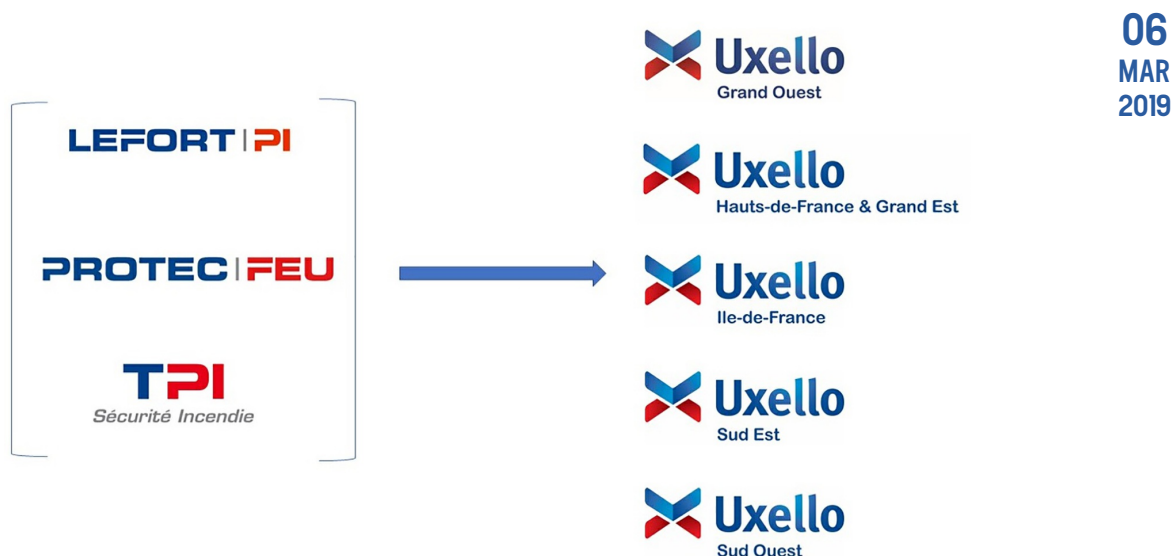 LEFORT PI
PROTEC FEU
TPI
Sécurité Incendie
Uxello
Grand Ouest
Uxello
Hauts-de-France & Grand Est
Uxello
Ile-de-France
Uxello
Sud Est
Uxello
Sud Ouest
06
MAR
2019